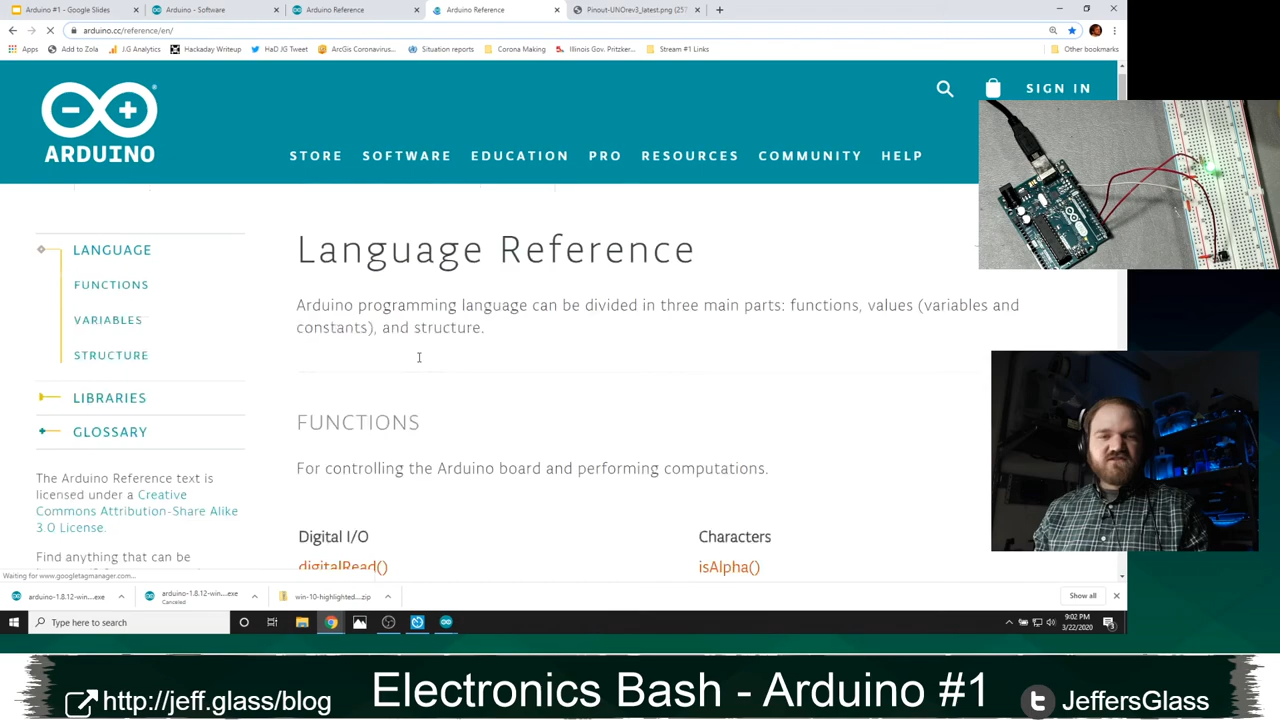 Arduino #1 - Google Slides
Arduino - Software
Arduino Reference
Arduino Reference
Pinout-UNOrev3_latest.png (25
arduino.cc/reference/en/
Apps
Add to Zola
J.G Analytics
Hackaday Writeup
HaD JG Tweet
ArcGis Coronavirus...
Situation reports
Corona Making
Illinois Gov. Pritzker...
Stream #1 Links
Other bookmarks
ARDUINO
SIGN IN
STORE SOFTWARE EDUCATION PRO RESOURCES COMMUNITY HELP
LANGUAGE
FUNCTIONS
VARIABLES
STRUCTURE
LIBRARIES
GLOSSARY
The Arduino Reference text is
licensed under a Creative
Commons Attribution-Share Alike
3.0 License.
Find anything that can be
Language Reference
Arduino programming language can be divided in three main parts: functions, values (variables and
constants), and structure.
FUNCTIONS
For controlling the Arduino board and performing computations.
Digital I/O
digitalRead()
Characters
isAlpha()
Waiting for www.googletagmanager.com...
arduino-1.8.12-win....exe
arduino-1.8.12-win....exe
Canceled
win-10-highlighted....zip
Show all
Type here to search
9:02 PM
3/22/2020
http://jeff.glass/blog
Electronics Bash - Arduino #1
JeffersGlass